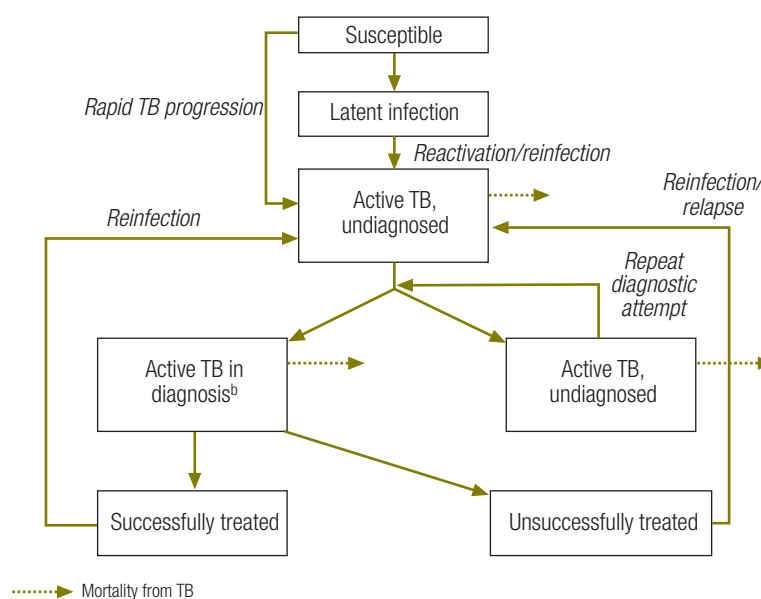 Susceptible
Rapid TB progression
Latent infection
Reactivation/reinfection
Active TB,
undiagnosed
Reinfection
Reinfection/
relapse
Repeat
diagnostic
attempt
Active TB in
diagnosisᵇ
Active TB,
undiagnosed
Successfully treated
Unsuccessfully treated
Mortality from TB